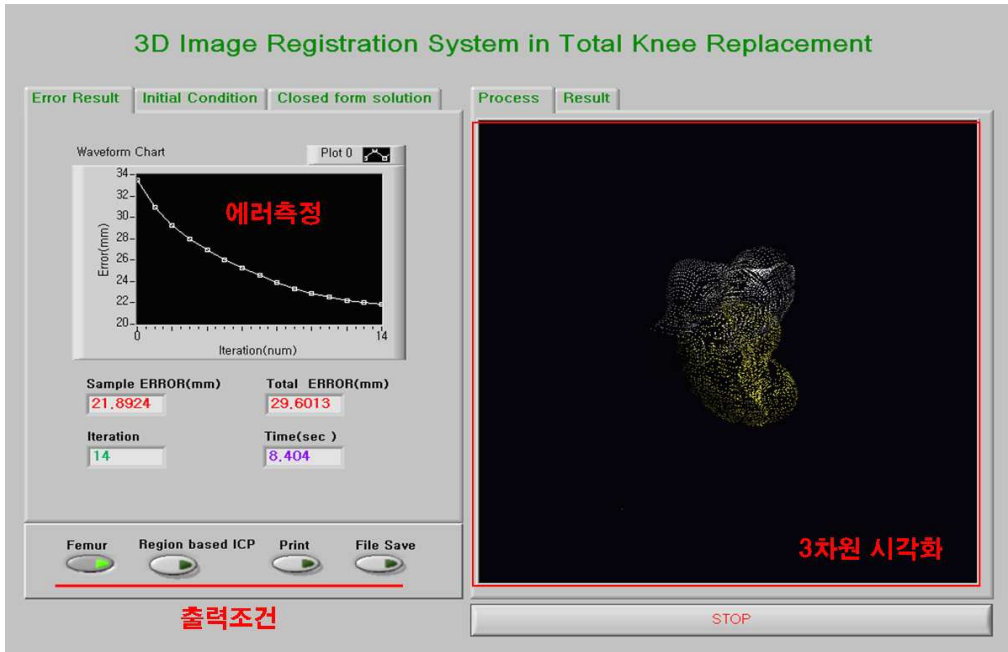 3D Image Registration System in Total Knee Replacement
Error Result
Initial Condition
Closed form solution
Waveform Chart
Plot 0
34
32
30
28
26
24
22
20
Error(mm)
에러측정
0
14
Iteration(num)
Sample ERROR(mm)
21.8924
Total ERROR(mm)
29.6013
Iteration
14
Time(sec )
8.404
Femur
Region based ICP
Print
File Save
출력조건
Process
Result
3차원 시각화
STOP